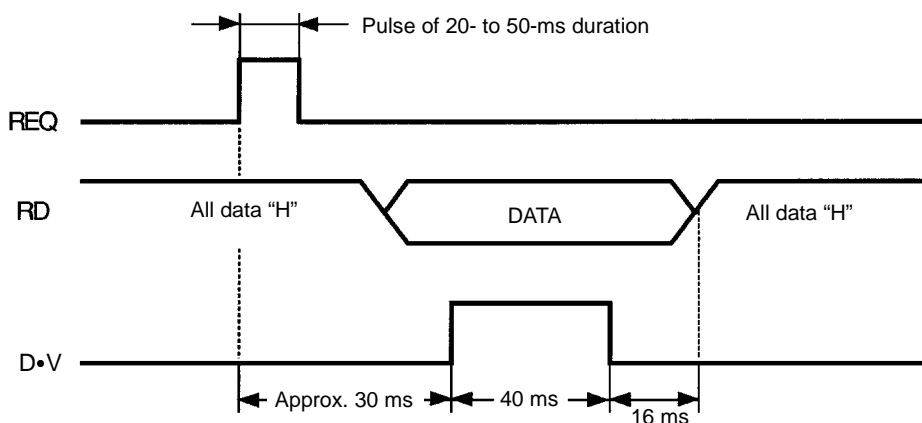 Pulse of 20- to 50-ms duration
REQ
RD
All data “H”
DATA
All data “H”
D•V
Approx. 30 ms
40 ms
16 ms